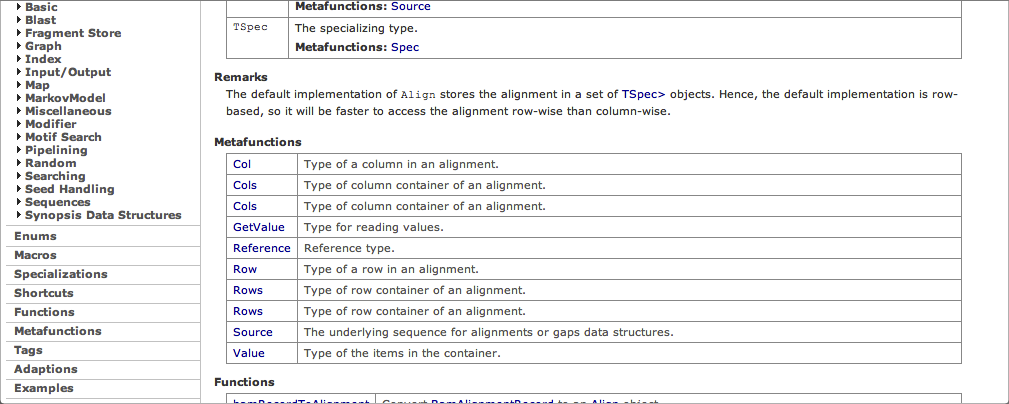 Basic
Blast
Fragment Store
Graph
Index
Input/Output
Map
MarkovModel
Miscellaneous
Modifier
Motif Search
Pipelining
Random
Searching
Seed Handling
Sequences
Synopsis Data Structures
Enums
Macros
Specializations
Shortcuts
Functions
Metafunctions
Tags
Adaptions
Examples
Metafunctions: Source
TSpec The specializing type.
Metafunctions: Spec
Remarks
The default implementation of Align stores the alignment in a set of TSpec> objects. Hence, the default implementation is row-
based, so it will be faster to access the alignment row-wise than column-wise.
Metafunctions
Col Type of a column in an alignment.
Cols Type of column container of an alignment.
Cols Type of column container of an alignment.
GetValue Type for reading values.
Reference Reference type.
Row Type of a row in an alignment.
Rows Type of row container of an alignment.
Rows Type of row container of an alignment.
Source The underlying sequence for alignments or gaps data structures.
Value Type of the items in the container.
Functions
bamRecordToAlignment Convert BamAlignmentRecord to an Align object.